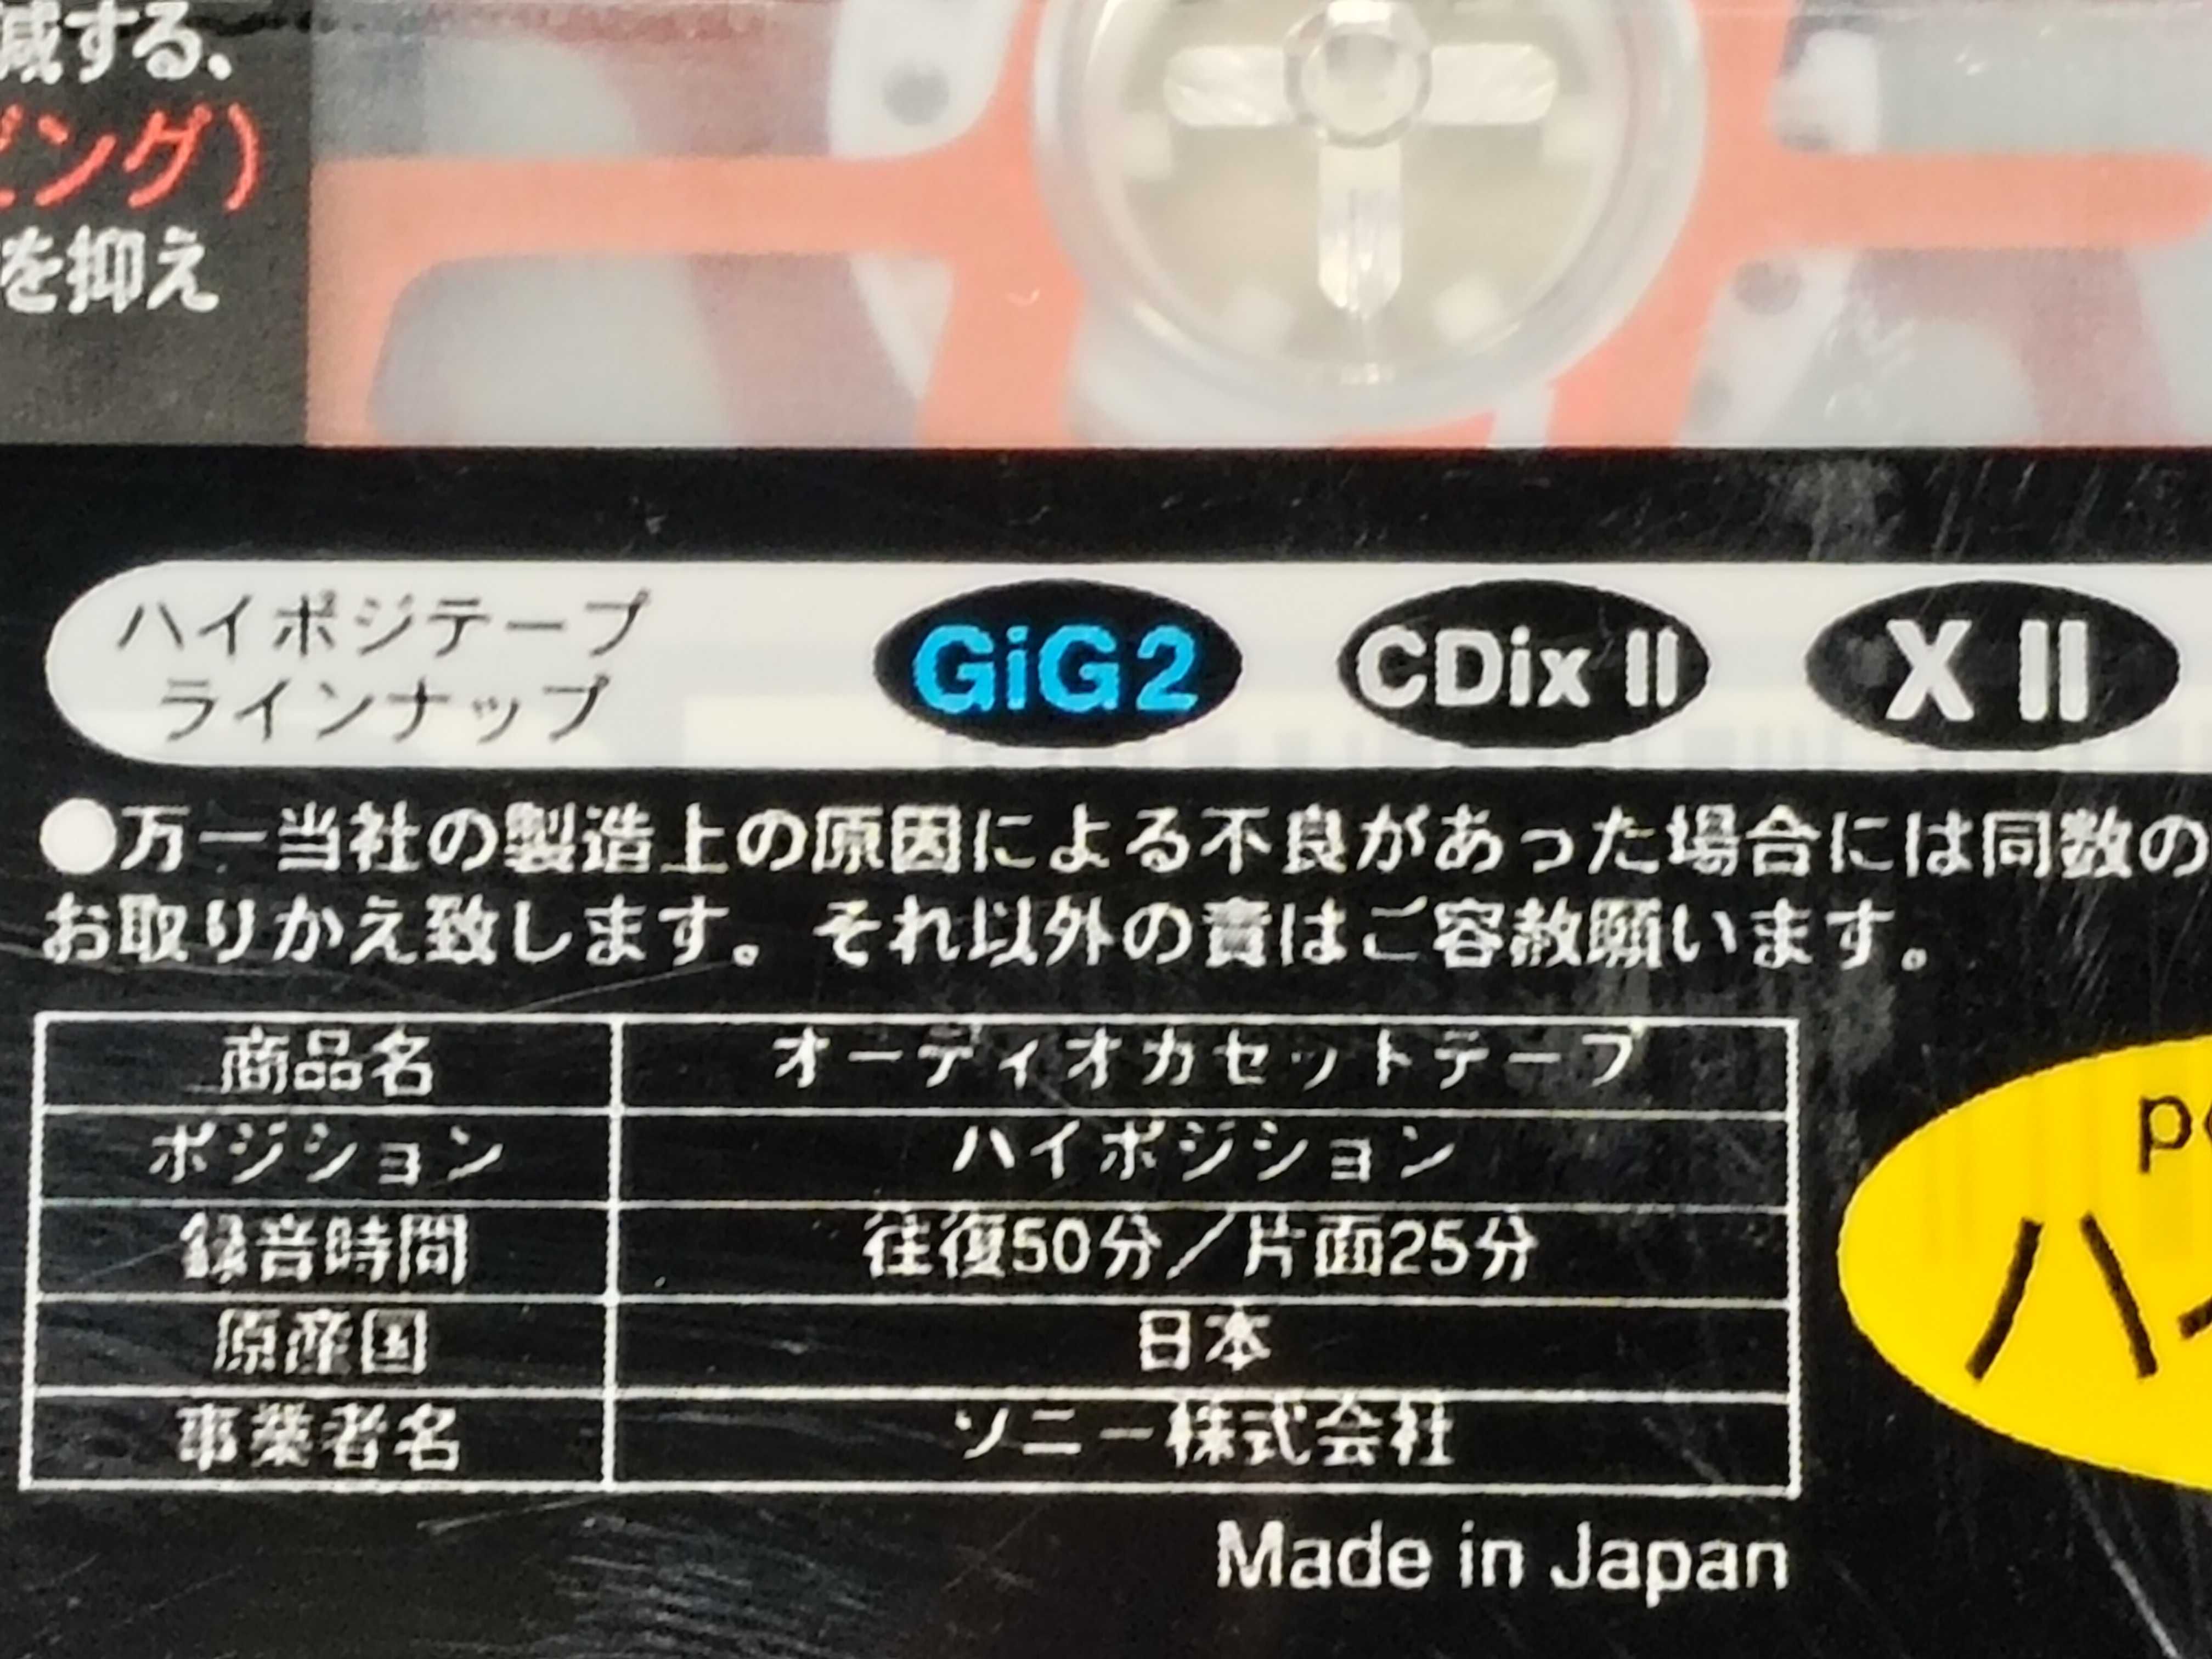 減する、
ング）
を抑え
ハイポジテープ
ラインナップ
GiG2
CDix II
X II
●万一当社の製造上の原因による不良があった場合には同数の
お取りかえ致します。それ以外の責はご容赦願います。
商品名 オーディオカセットテープ
ポジション ハイポジション
録音時間 往復50分／片面25分
原産国 日本
事業者名 ソニー株式会社
Made in Japan